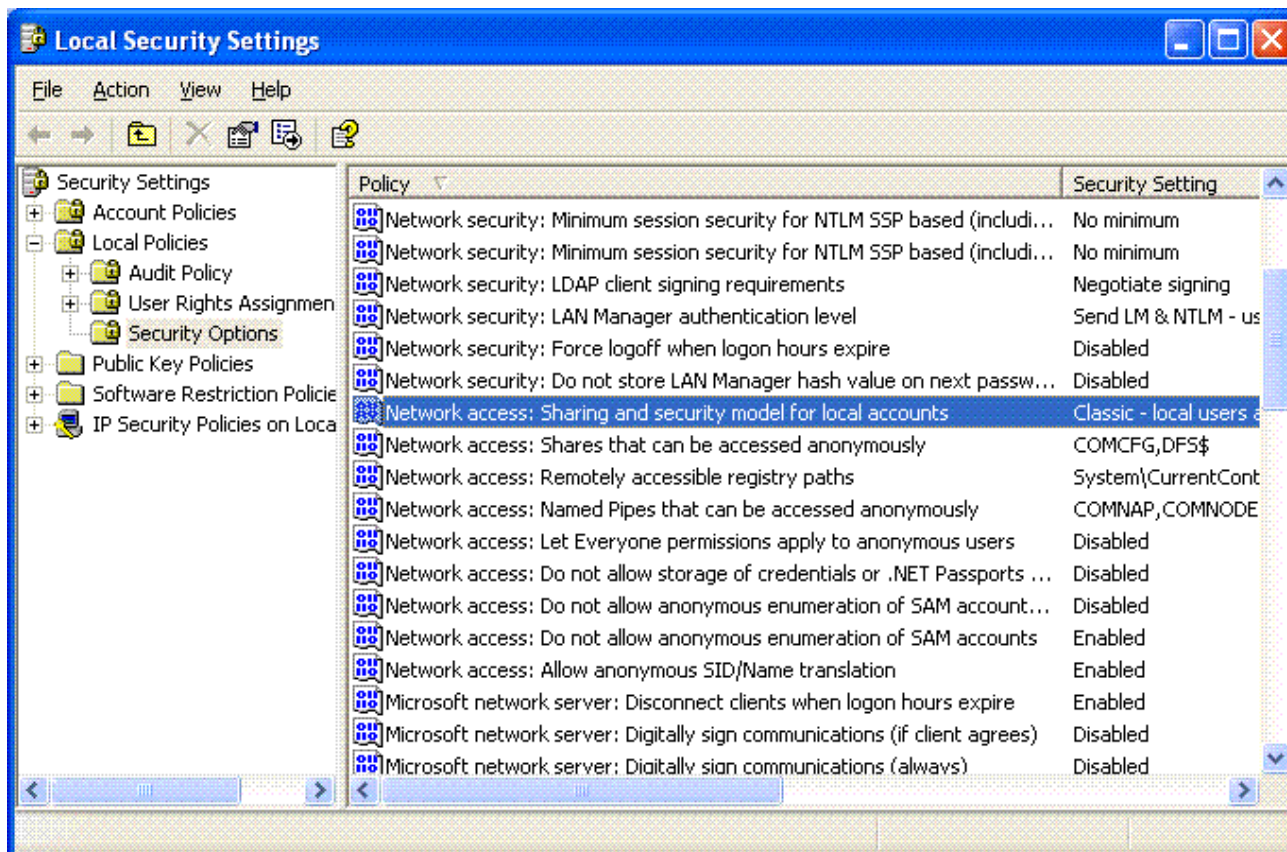 Local Security Settings
File Action View Help
Security Settings
Account Policies
Local Policies
Audit Policy
User Rights Assignmen
Security Options
Public Key Policies
Software Restriction Policie
IP Security Policies on Loca
Policy Security Setting
Network security: Minimum session security for NTLM SSP based (includi... No minimum
Network security: Minimum session security for NTLM SSP based (includi... No minimum
Network security: LDAP client signing requirements Negotiate signing
Network security: LAN Manager authentication level Send LM & NTLM - us
Network security: Force logoff when logon hours expire Disabled
Network security: Do not store LAN Manager hash value on next passw... Disabled
Network access: Sharing and security model for local accounts Classic - local users a
Network access: Shares that can be accessed anonymously COMCFG,DFS$
Network access: Remotely accessible registry paths System\CurrentCont
Network access: Named Pipes that can be accessed anonymously COMNAP,COMNODE
Network access: Let Everyone permissions apply to anonymous users Disabled
Network access: Do not allow storage of credentials or .NET Passports ... Disabled
Network access: Do not allow anonymous enumeration of SAM account... Disabled
Network access: Do not allow anonymous enumeration of SAM accounts Enabled
Network access: Allow anonymous SID/Name translation Enabled
Microsoft network server: Disconnect clients when logon hours expire Enabled
Microsoft network server: Digitally sign communications (if client agrees) Disabled
Microsoft network server: Digitally sign communications (always) Disabled